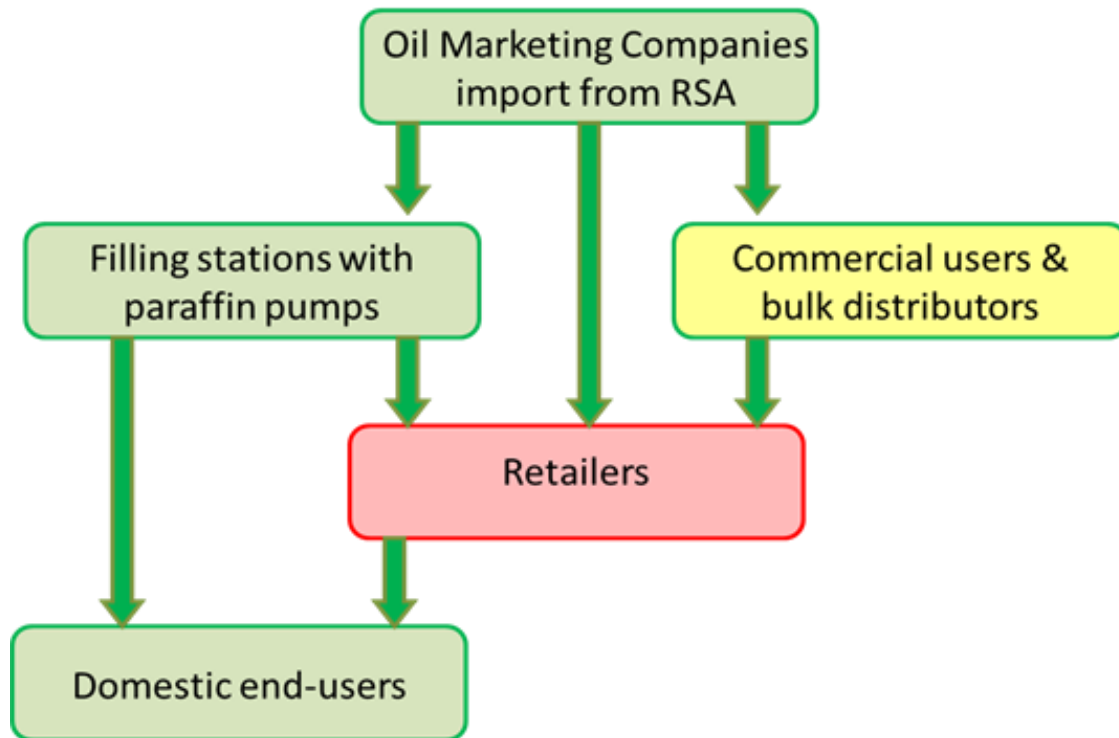 Oil Marketing Companies
import from RSA
Filling stations with
paraffin pumps
Commercial users &
bulk distributors
Retailers
Domestic end-users